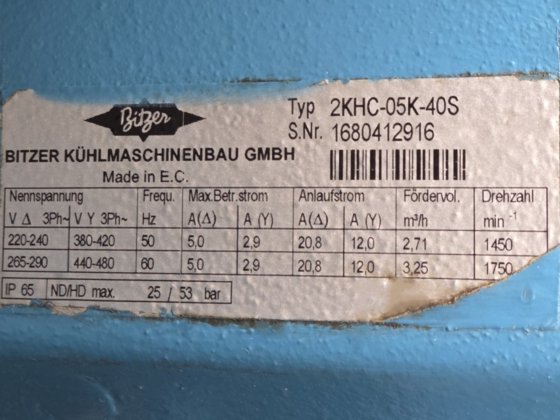 Bitzer
Typ 2KHC-05K-40S
S.Nr. 1680412916
BITZER KÜHLMASCHINENBAU GMBH
Made in E.C.
Nennspannung Frequ. Max.Betr.strom Anlaufstrom Fördervol. Drehzahl
V Δ 3Ph~ V Y 3Ph~ Hz A(Δ) A (Y) A(Δ) A (Y) m³/h min -1
220-240 380-420 50 5,0 2,9 20,8 12,0 2,71 1450
265-290 440-480 60 5,0 2,9 20,8 12,0 3,25 1750
IP 65 ND/HD max. 25 / 53 bar